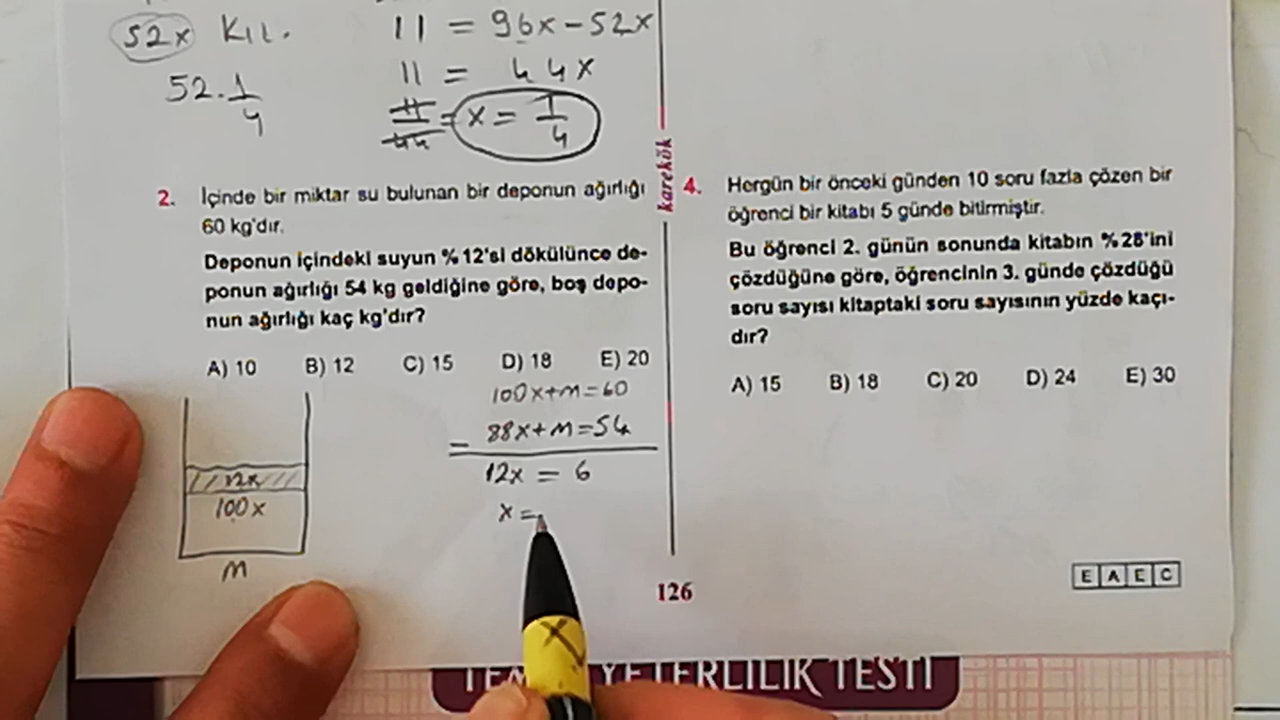 52x KIL.
52.1/4
11 = 96x-52x
11 = 44x
11/44 = x = 1/4
karekök
2. İçinde bir miktar su bulunan bir deponun ağırlığı
60 kg'dır.
Deponun içindeki suyun %12'si dökülünce de-
ponun ağırlığı 54 kg geldiğine göre, boş depo-
nun ağırlığı kaç kg'dır?
A) 10 B) 12 C) 15 D) 18 E) 20
100x+m=60
88x+m=54
12x = 6
x =
12x
100x
m
4. Hergün bir önceki günden 10 soru fazla çözen bir
öğrenci bir kitabı 5 günde bitirmiştir.
Bu öğrenci 2. günün sonunda kitabın %28'ini
çözdüğüne göre, öğrencinin 3. günde çözdüğü
soru sayısı kitaptaki soru sayısının yüzde kaçı-
dır?
A) 15 B) 18 C) 20 D) 24 E) 30
126
E A E C
YETERLİLİK TESTİ